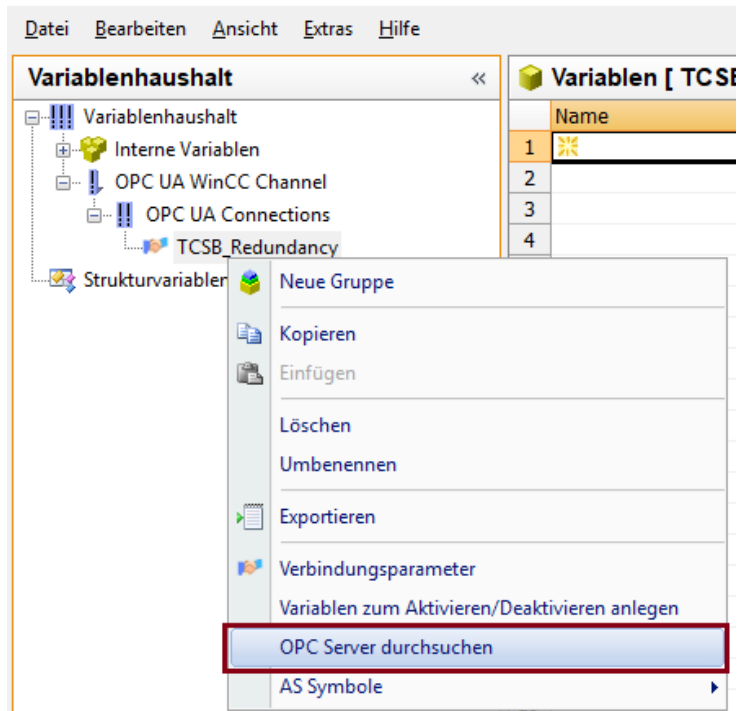 Datei Bearbeiten Ansicht Extras Hilfe
Variablenhaushalt «
Variablenhaushalt
Interne Variablen
OPC UA WinCC Channel
OPC UA Connections
TCSB_Redundancy
Strukturvariablen
Variablen [ TCSB
Name
1
2
3
4
Neue Gruppe
Kopieren
Einfügen
Löschen
Umbenennen
Exportieren
Verbindungsparameter
Variablen zum Aktivieren/Deaktivieren anlegen
OPC Server durchsuchen
AS Symbole